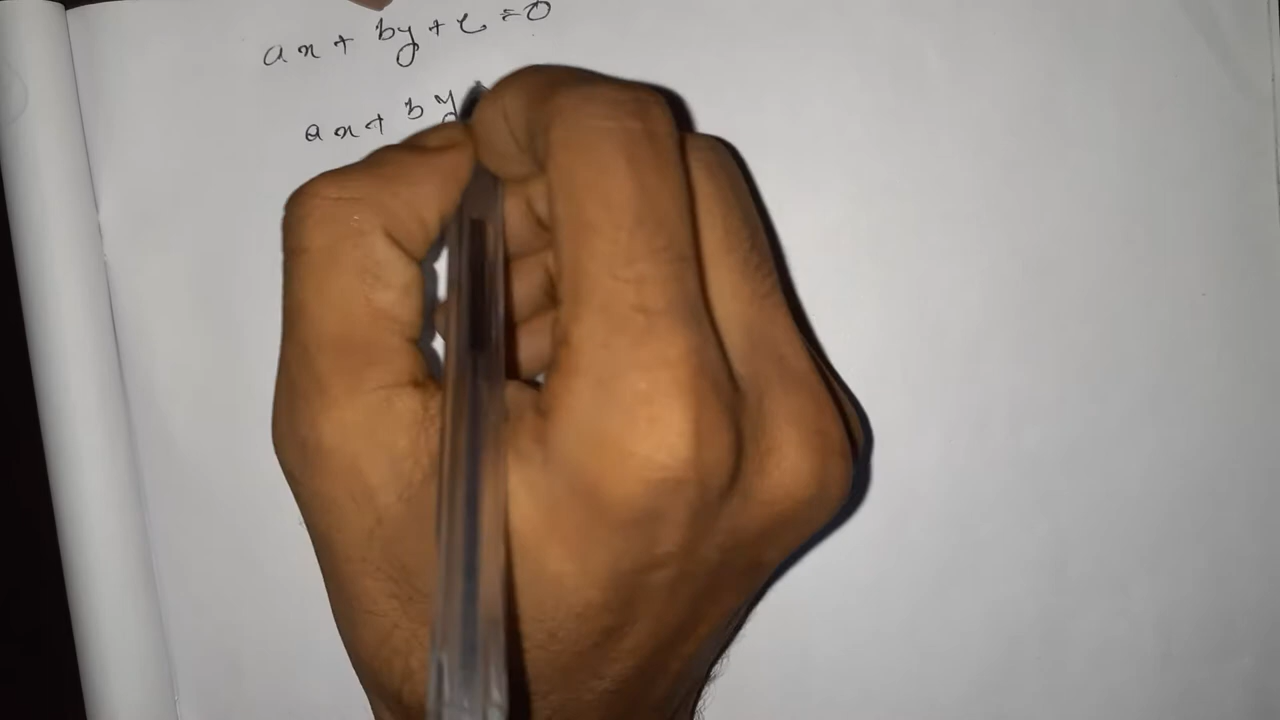 ax + by + c = 0
ax + by